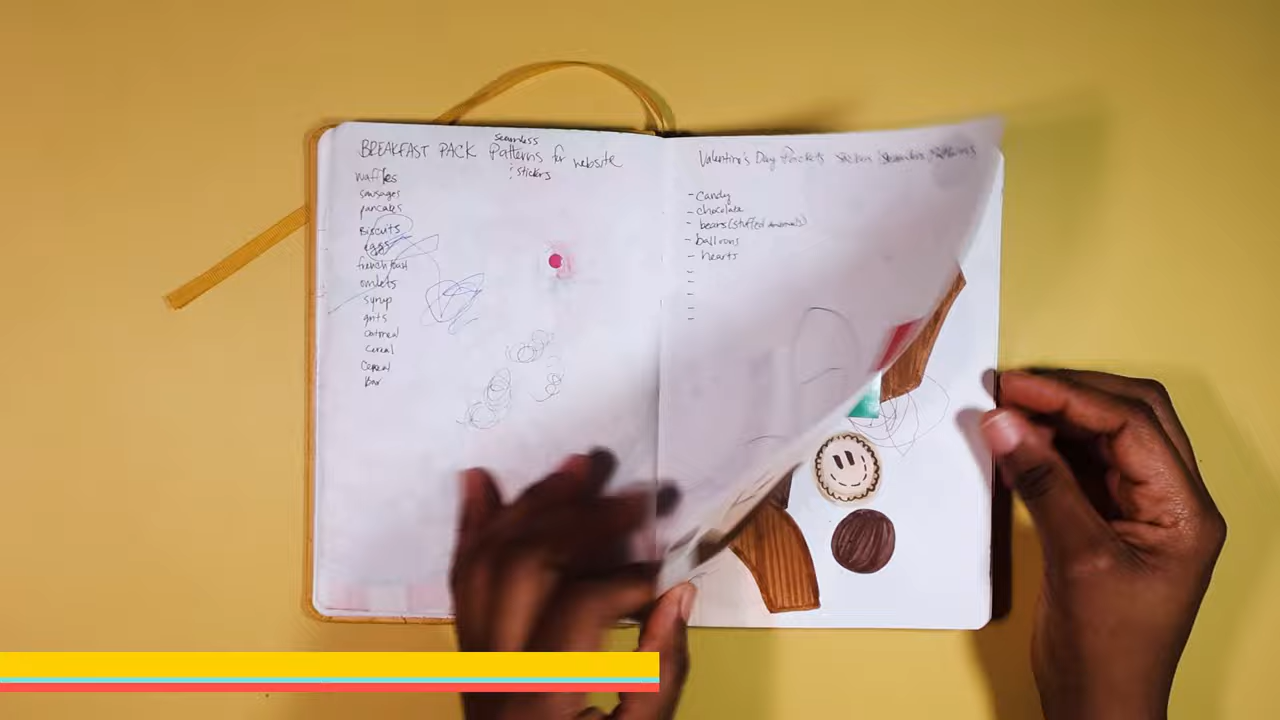 BREAKFAST PACK Patterns for website
seamless
: stickers
waffles
sausages
pancakes
Biscuits
eggs
french toast
omlets
syrup
grits
oatmeal
cereal
Cereal
Bar
Valentine's Day Packets
- candy
- chocolate
- bears (stuffed animals)
- balloons
- hearts
-
-
-
-